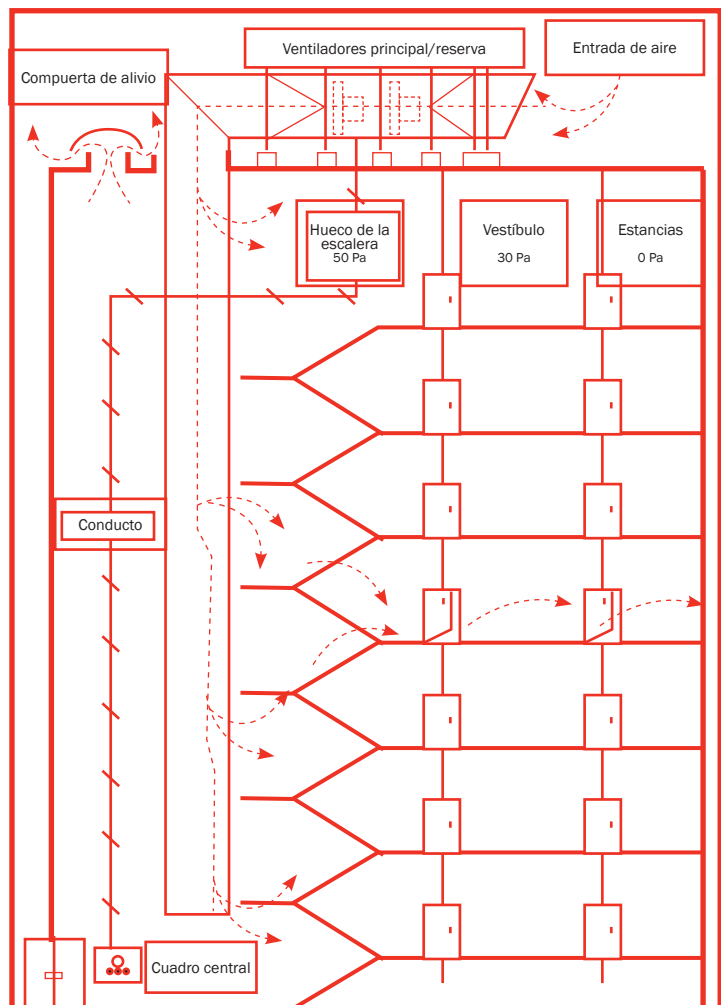 Ventiladores principal/reserva
Entrada de aire
Compuerta de alivio
Hueco de la
escalera
50 Pa
Vestíbulo
30 Pa
Estancias
0 Pa
Conducto
Cuadro central